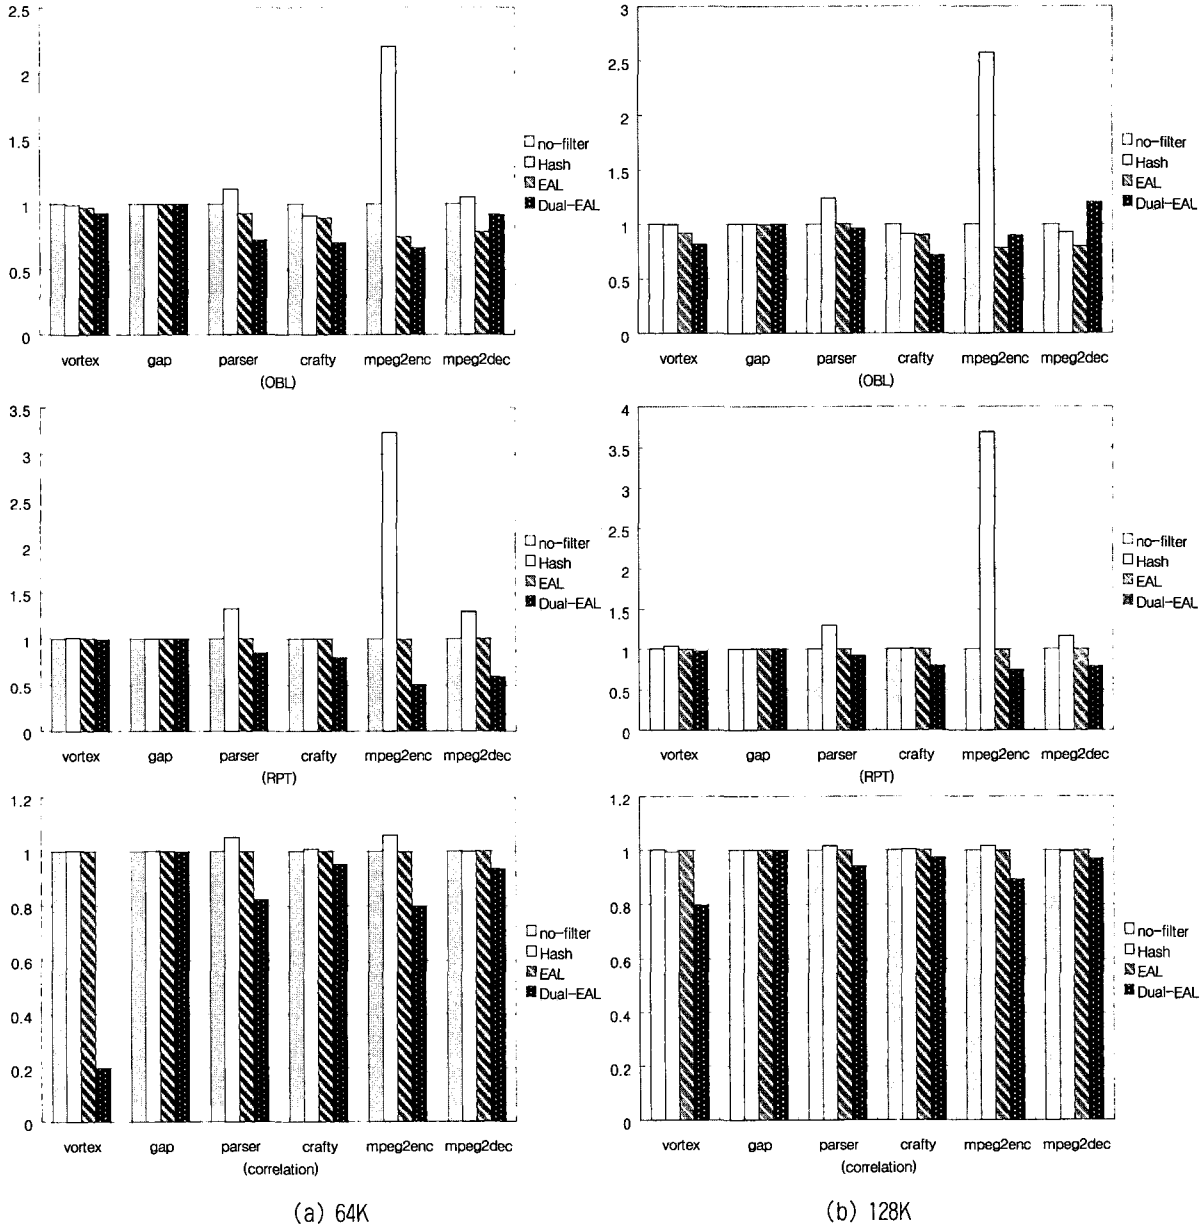 2.5
2
1.5
1
0.5
0
vortex gap parser crafty mpeg2enc mpeg2dec
(OBL)
no-filter
Hash
EAL
Dual-EAL
3
2.5
2
1.5
1
0.5
0
vortex gap parser crafty mpeg2enc mpeg2dec
(OBL)
no-filter
Hash
EAL
Dual-EAL
3.5
3
2.5
2
1.5
1
0.5
0
vortex gap parser crafty mpeg2enc mpeg2dec
(RPT)
no-filter
Hash
EAL
Dual-EAL
4
3.5
3
2.5
2
1.5
1
0.5
0
vortex gap parser crafty mpeg2enc mpeg2dec
(RPT)
no-filter
Hash
EAL
Dual-EAL
1.2
1
0.8
0.6
0.4
0.2
0
vortex gap parser crafty mpeg2enc mpeg2dec
(correlation)
no-filter
Hash
EAL
Dual-EAL
1.2
1
0.8
0.6
0.4
0.2
0
vortex gap parser crafty mpeg2enc mpeg2dec
(correlation)
no-filter
Hash
EAL
Dual-EAL
(a) 64K
(b) 128K